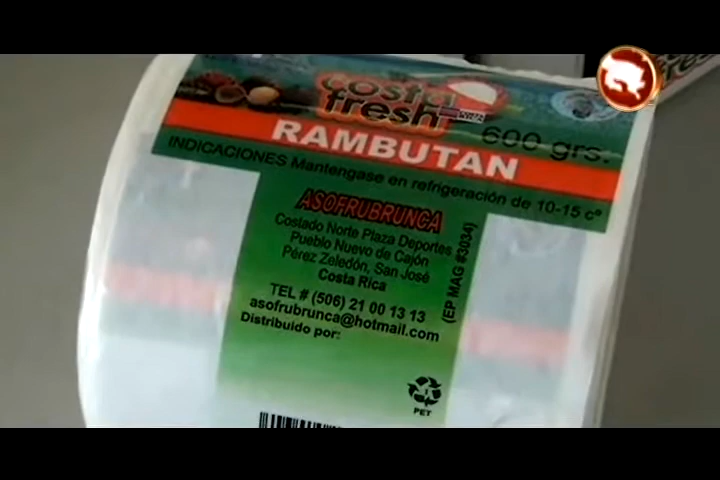 costa
fresh
RAMBUTAN
600 grs.
INDICACIONES Mantengase en refrigeración de 10-15 cº
ASOFRUBRUNCA
Costado Norte Plaza Deportes
Pueblo Nuevo de Cajón
Pérez Zeledón, San José
Costa Rica
(EP MAG #3034)
TEL # (506) 21 00 13 13
asofrubrunca@hotmail.com
Distribuido por:
PET